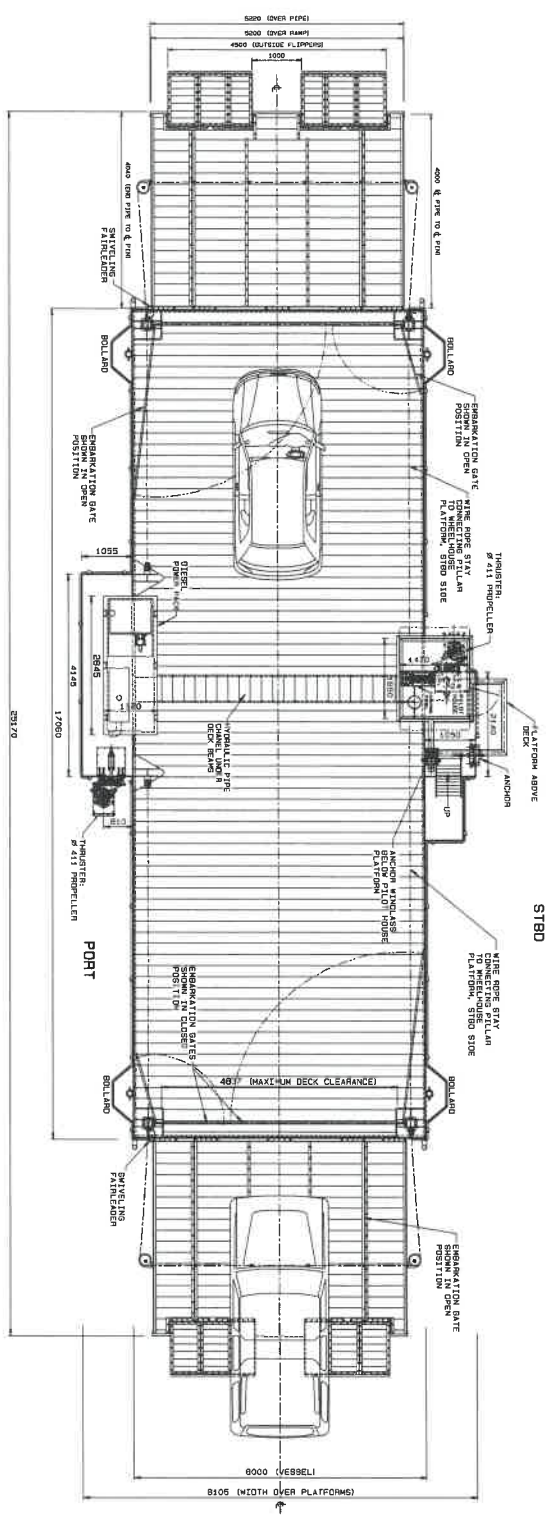 5220 (OVER PIPE)
5200 (OVER RAMP)
4500 (OUTSIDE FLIPPERS)
1000
4040 (END PIPE TO ℄ PIN)
4000 ℄ PIPE TO ℄ PIN)
SWIVELING
FAIRLEADER
BOLLARD
BOLLARD
EMBARKATION GATE
SHOWN IN OPEN
POSITION
EMBARKATION GATE
SHOWN IN OPEN
POSITION
WIRE ROPE STAY
CONNECTING PILLAR
TO WHEELHOUSE
PLATFORM, STBD SIDE
THRUSTER:
Ø 411 PROPELLER
1055
DIESEL
POWER PACK
2845
4145
17060
25170
HYDRAULIC PIPE
CHANEL UNDER
DECK BEAMS
2140
PLATFORM ABOVE
DECK
ANCHOR
UP
810
THRUSTER:
Ø 411 PROPELLER
PORT
STBD
ANCHOR WINDLASS
BELOW PILOT HOUSE
PLATFORM
WIRE ROPE STAY
CONNECTING PILLAR
TO WHEELHOUSE
PLATFORM, STBD SIDE
EMBARKATION GATES
SHOWN IN CLOSED
POSITION
(MAXIMUM DECK CLEARANCE)
BOLLARD
BOLLARD
SWIVELING
FAIRLEADER
EMBARKATION GATE
SHOWN IN OPEN
POSITION
6000 (VESSEL)
8105 (WIDTH OVER PLATFORMS)